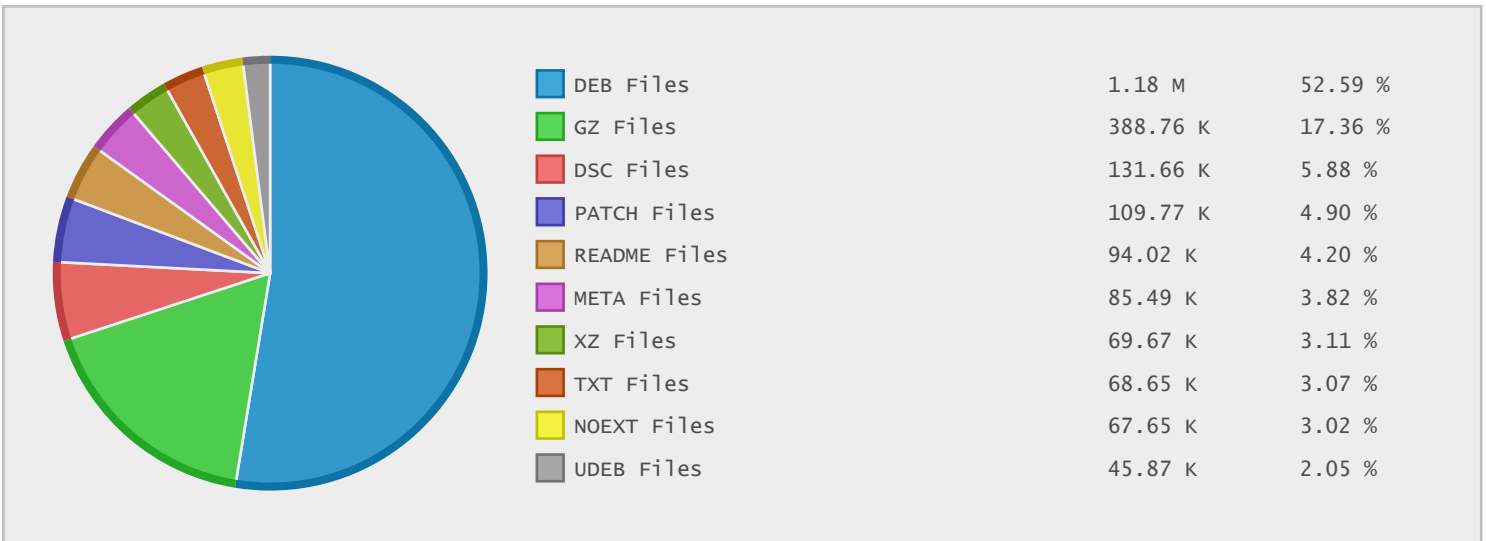 DEB Files 1.18 M 52.59 %
GZ Files 388.76 K 17.36 %
DSC Files 131.66 K 5.88 %
PATCH Files 109.77 K 4.90 %
README Files 94.02 K 4.20 %
META Files 85.49 K 3.82 %
XZ Files 69.67 K 3.11 %
TXT Files 68.65 K 3.07 %
NOEXT Files 67.65 K 3.02 %
UDEB Files 45.87 K 2.05 %